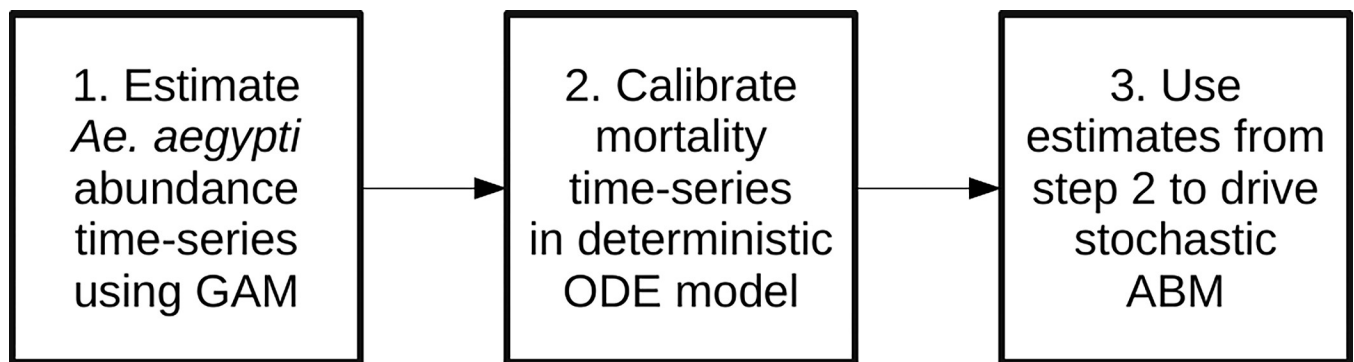 1. Estimate
Ae. aegypti
abundance
time-series
using GAM
2. Calibrate
mortality
time-series
in deterministic
ODE model
3. Use
estimates from
step 2 to drive
stochastic
ABM